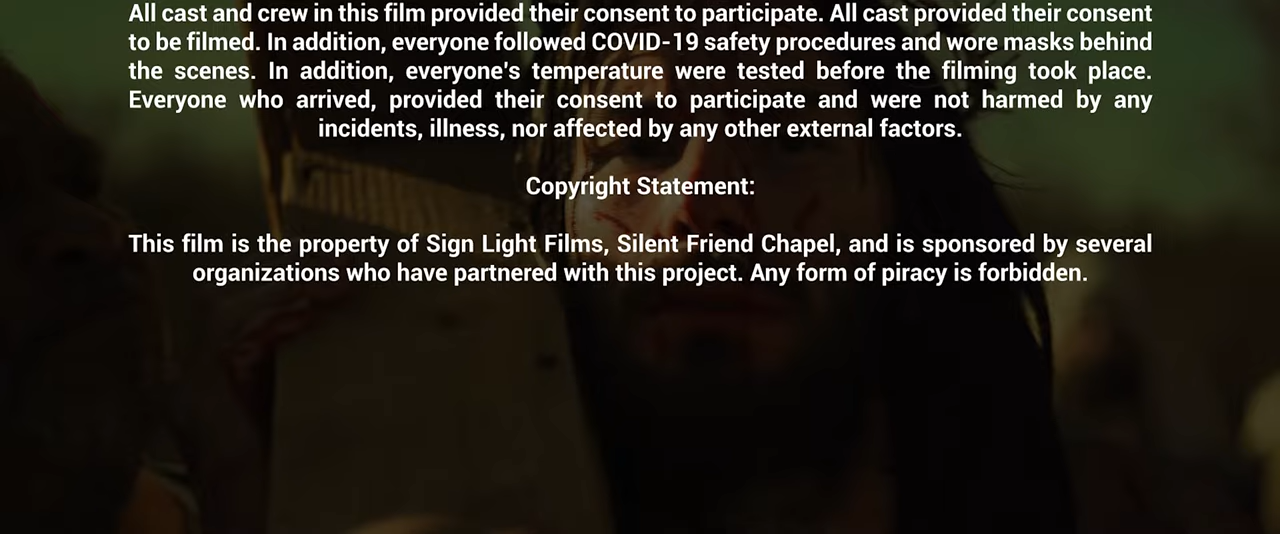 All cast and crew in this film provided their consent to participate. All cast provided their consent
to be filmed. In addition, everyone followed COVID-19 safety procedures and wore masks behind
the scenes. In addition, everyone's temperature were tested before the filming took place.
Everyone who arrived, provided their consent to participate and were not harmed by any
incidents, illness, nor affected by any other external factors.
Copyright Statement:
This film is the property of Sign Light Films, Silent Friend Chapel, and is sponsored by several
organizations who have partnered with this project. Any form of piracy is forbidden.